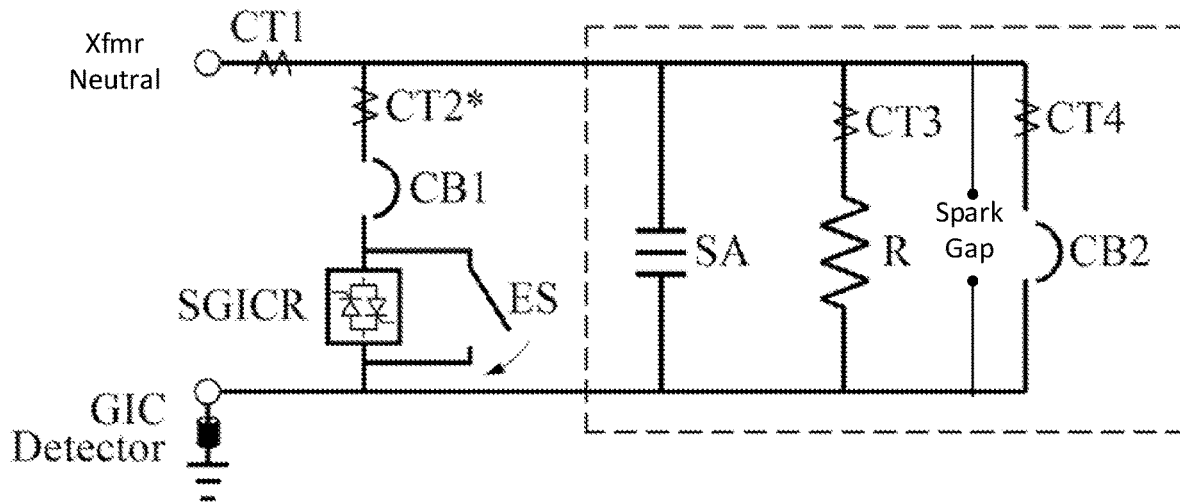 CT1
Xfmr
Neutral
CT2*
CT3
CT4
CB1
Spark
Gap
SA
R
CB2
SGICR
ES
GIC
Detector